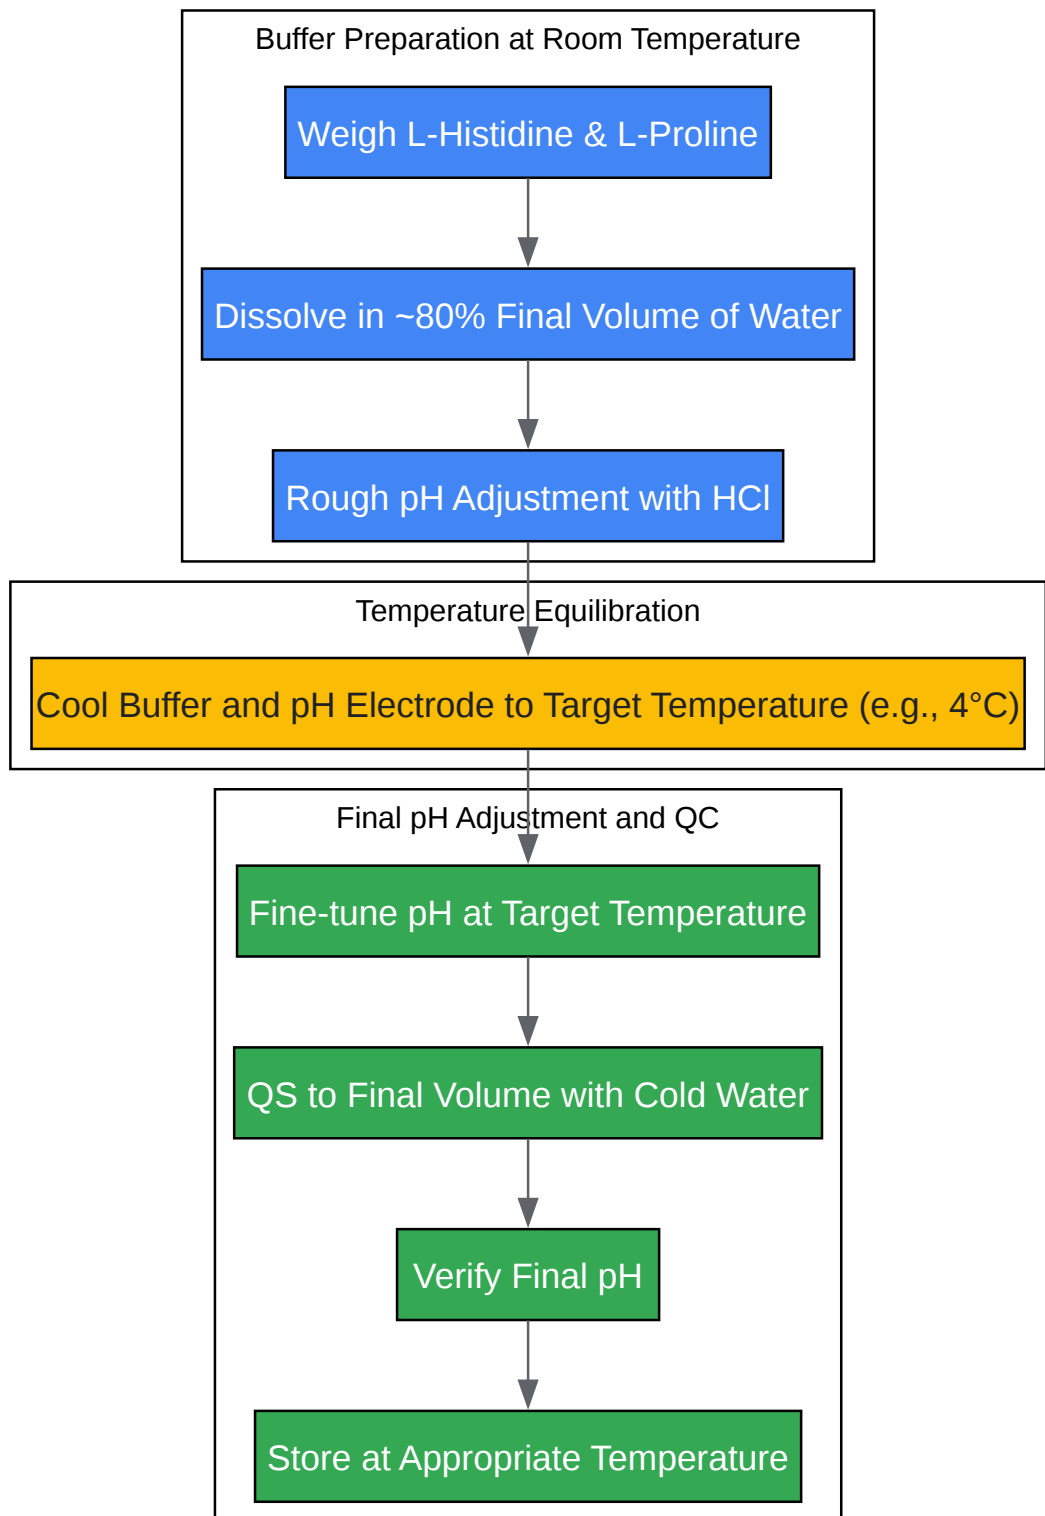 Buffer Preparation at Room Temperature
Weigh L-Histidine & L-Proline
Dissolve in ~80% Final Volume of Water
Rough pH Adjustment with HCl
Temperature Equilibration
Cool Buffer and pH Electrode to Target Temperature (e.g., 4°C)
Final pH Adjustment and QC
Fine-tune pH at Target Temperature
QS to Final Volume with Cold Water
Verify Final pH
Store at Appropriate Temperature